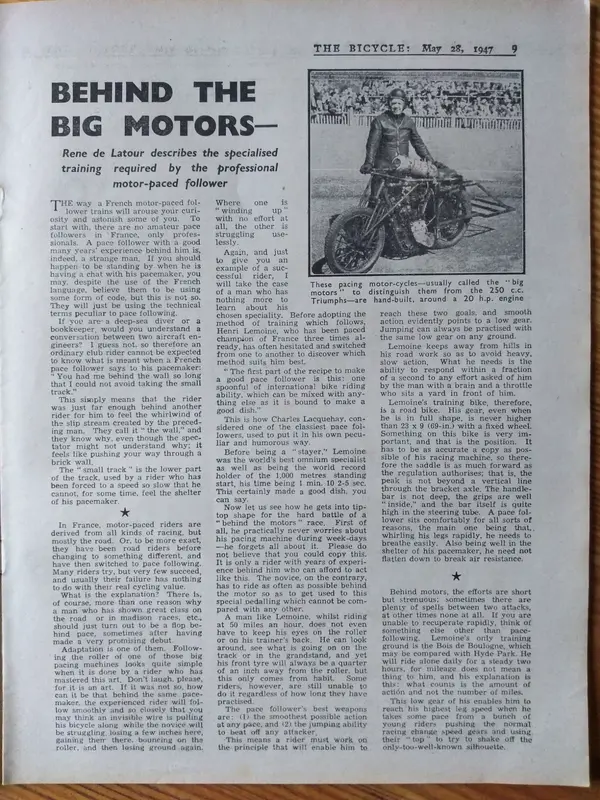 THE BICYCLE: May 28, 1947 9
BEHIND THE
BIG MOTORS—
Rene de Latour describes the specialised
training required by the professional
motor-paced follower
THE way a French motor-paced fol-
lower trains will arouse your curi-
osity and astonish some of you. To
start with, there are no amateur pace
followers in France, only profes-
sionals. A pace follower with a good
many years' experience behind him is,
indeed, a strange man. If you should
happen to be standing by when he is
having a chat with his pacemaker, you
may, despite the use of the French
language, believe them to be using
some form of code, but this is not so.
They will just be using the technical
terms peculiar to pace following.
If you are a deep-sea diver or a
bookkeeper, would you understand a
conversation between two aircraft en-
gineers? I guess not, so therefore an
ordinary club rider cannot be expected
to know what is meant when a French
pace follower says to his pacemaker:
"You had me behind the wall so long
that I could not avoid taking the small
track."
This simply means that the rider
was just far enough behind another
rider for him to feel the whirlwind of
the slip stream created by the preced-
ing man. They call it "the wall," and
they know why, even though the spec-
tator might not understand why; it
feels like pushing your way through a
brick wall.
The "small track" is the lower part
of the track, used by a rider who has
been forced to a speed so slow that he
cannot, for some time, feel the shelter
of his pacemaker.
★
In France, motor-paced riders are
derived from all kinds of racing, but
mostly the road. Or, to be more exact,
they have been road riders before
changing to something different, and
have then switched to pace following.
Many riders try, but very few succeed,
and usually their failure has nothing
to do with their real cycling value.
What is the explanation? There is,
of course, more than one reason why
a man who has shown great class on
the road or in madison races, etc.,
should just turn out to be a flop be-
hind pace, sometimes after having
made a very promising debut.
Adaptation is one of them. Follow-
ing the roller of one of those big
pacing machines looks quite simple
when it is done by a rider who has
mastered this art. Don't laugh, please,
for it is an art. If it was not so, how
can it be that behind the same pace-
maker, the experienced rider will fol-
low smoothly and so closely that you
may think an invisible wire is pulling
his bicycle along while the novice will
be struggling, losing a few inches here,
gaining them there, bouncing on the
roller, and then losing ground again.
Where one is
"winding up"
with no effort at
all, the other is
struggling use-
lessly.
Again, and just
to give you an
example of a suc-
cessful rider, I
will take the case
of a man who has
nothing more to
learn about his
chosen speciality. Before adopting the
method of training which follows,
Henri Lemoine, who has been paced
champion of France three times al-
ready, has often hesitated and switched
from one to another to discover which
method suits him best.
"The first part of the recipe to make
a good pace follower is this: one
spoonful of international bike riding
ability, which can be mixed with any-
thing else as it is bound to make a
good dish."
This is how Charles Lacquehay, con-
sidered one of the classiest pace fol-
lowers, used to put it in his own pecu-
liar and humorous way.
Before being a "stayer," Lemoine
was the world's best omnium specialist
as well as being the world record
holder of the 1,000 metres standing
start, his time being 1 min. 10 2-5 sec.
This certainly made a good dish, you
can say.
Now let us see how he gets into tip-
top shape for the hard battle of a
"behind the motors" race. First of
all, he practically never worries about
his pacing machine during week-days
—he forgets all about it. Please do
not believe that you could copy this.
It is only a rider with years of experi-
ence behind him who can afford to act
like this. The novice, on the contrary,
has to ride as often as possible behind
the motor so as to get used to this
special pedalling which cannot be com-
pared with any other.
A man like Lemoine, whilst riding
at 50 miles an hour, does not even
have to keep his eyes on the roller
or on his trainer's back. He can look
around, see what is going on on the
track or in the grandstand, and yet
his front tyre will always be a quarter
of an inch away from the roller, but
this only comes from habit. Some
riders, however, are still unable to
do it regardless of how long they have
practised.
The pace follower's best weapons
are: (1) the smoothest possible action
at any pace, and (2) the jumping ability
to beat off any attacker.
This means a rider must work on
the principle that will enable him to
These pacing motor-cycles—usually called the "big
motors" to distinguish them from the 250 c.c.
Triumphs—are hand-built, around a 20 h.p. engine
reach these two goals, and smooth
action evidently points to a low gear.
Jumping can always be practised with
the same low gear on any ground.
Lemoine keeps away from hills in
his road work so as to avoid heavy,
slow action. What he needs is the
ability to respond within a fraction
of a second to any effort asked of him
by the man with a brain and a throttle
who sits a yard in front of him.
Lemoine's training bike, therefore,
is a road bike. His gear, even when
he is in full shape, is never higher
than 23 x 9 (69-in.) with a fixed wheel.
Something on this bike is very im-
portant, and that is the position. It
has to be as accurate a copy as pos-
sible of his racing machine, so there-
fore the saddle is as much forward as
the regulation authorises; that is, the
peak is not beyond a vertical line
through the bracket axle. The handle-
bar is not deep, the grips are well
"inside," and the bar itself is quite
high in the steering tube. A pace fol-
lower sits comfortably for all sorts of
reasons, the main one being that,
whirling his legs rapidly, he needs to
breathe easily. Also being well in the
shelter of his pacemaker, he need not
flatten down to break air resistance.
★
Behind motors, the efforts are short
but strenuous; sometimes there are
plenty of spells between two attacks,
at other times none at all. If you are
unable to recuperate rapidly, think of
something else other than pace-
following. Lemoine's only training
ground is the Bois de Boulogne, which
may be compared with Hyde Park. He
will ride alone daily for a steady two
hours, for mileage does not mean a
thing to him, and his explanation is
this: what counts is the amount of
action and not the number of miles.
This low gear of his enables him to
reach his highest leg speed when he
takes some pace from a bunch of
young riders pushing the normal
racing change speed gears and using
their "top" to try to shake off the
only-too-well-known silhouette.